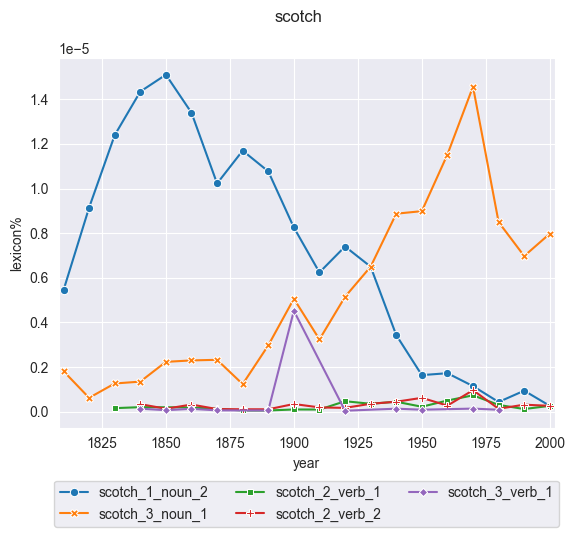 scotch
1e−5
1.4
1.2
1.0
0.8
0.6
0.4
0.2
0.0
lexicon%
1825 1850 1875 1900 1925 1950 1975 2000
year
scotch_1_noun_2 scotch_2_verb_1 scotch_3_verb_1
scotch_3_noun_1 scotch_2_verb_2